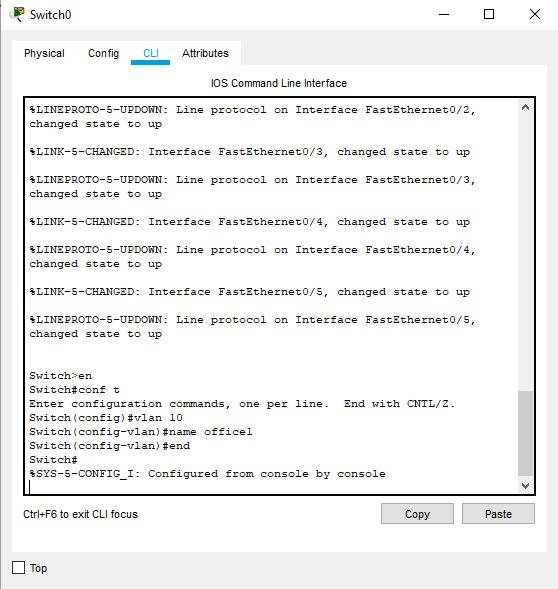 Switch0
Physical Config CLI Attributes
IOS Command Line Interface
%LINEPROTO-5-UPDOWN: Line protocol on Interface FastEthernet0/2,
changed state to up
%LINK-5-CHANGED: Interface FastEthernet0/3, changed state to up
%LINEPROTO-5-UPDOWN: Line protocol on Interface FastEthernet0/3,
changed state to up
%LINK-5-CHANGED: Interface FastEthernet0/4, changed state to up
%LINEPROTO-5-UPDOWN: Line protocol on Interface FastEthernet0/4,
changed state to up
%LINK-5-CHANGED: Interface FastEthernet0/5, changed state to up
%LINEPROTO-5-UPDOWN: Line protocol on Interface FastEthernet0/5,
changed state to up
Switch>en
Switch#conf t
Enter configuration commands, one per line.  End with CNTL/Z.
Switch(config)#vlan 10
Switch(config-vlan)#name office1
Switch(config-vlan)#end
Switch#
%SYS-5-CONFIG_I: Configured from console by console
Ctrl+F6 to exit CLI focus
Copy Paste
Top